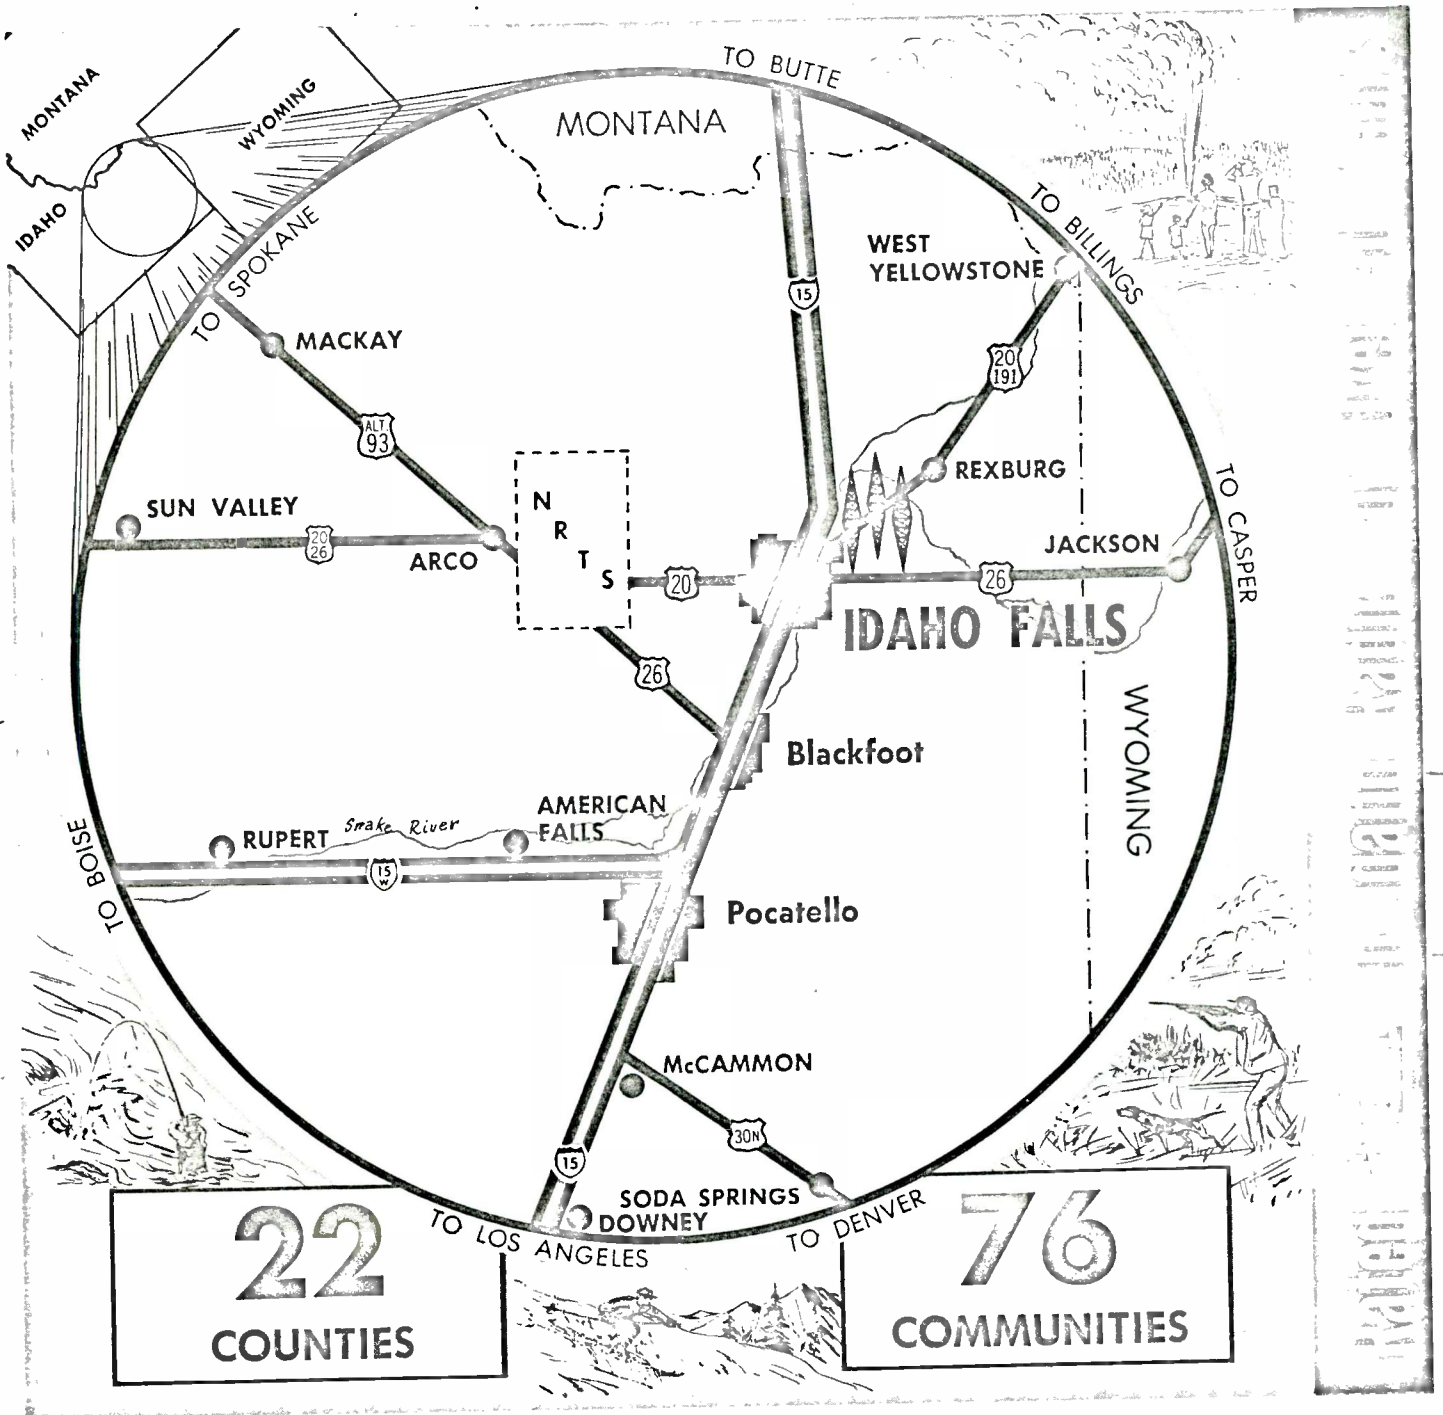 MONTANA
WYOMING
IDAHO
TO BUTTE
MONTANA
TO SPOKANE
TO BILLINGS
WEST
YELLOWSTONE
15
MACKAY
20
191
ALT.
93
REXBURG
SUN VALLEY
20
26
ARCO
N
R
T
S
20
JACKSON
26
TO CASPER
IDAHO FALLS
26
WYOMING
Blackfoot
AMERICAN
FALLS
Snake River
RUPERT
15
W
TO BOISE
Pocatello
McCAMMON
30N
15
SODA SPRINGS
DOWNEY
TO LOS ANGELES
TO DENVER
22
COUNTIES
76
COMMUNITIES